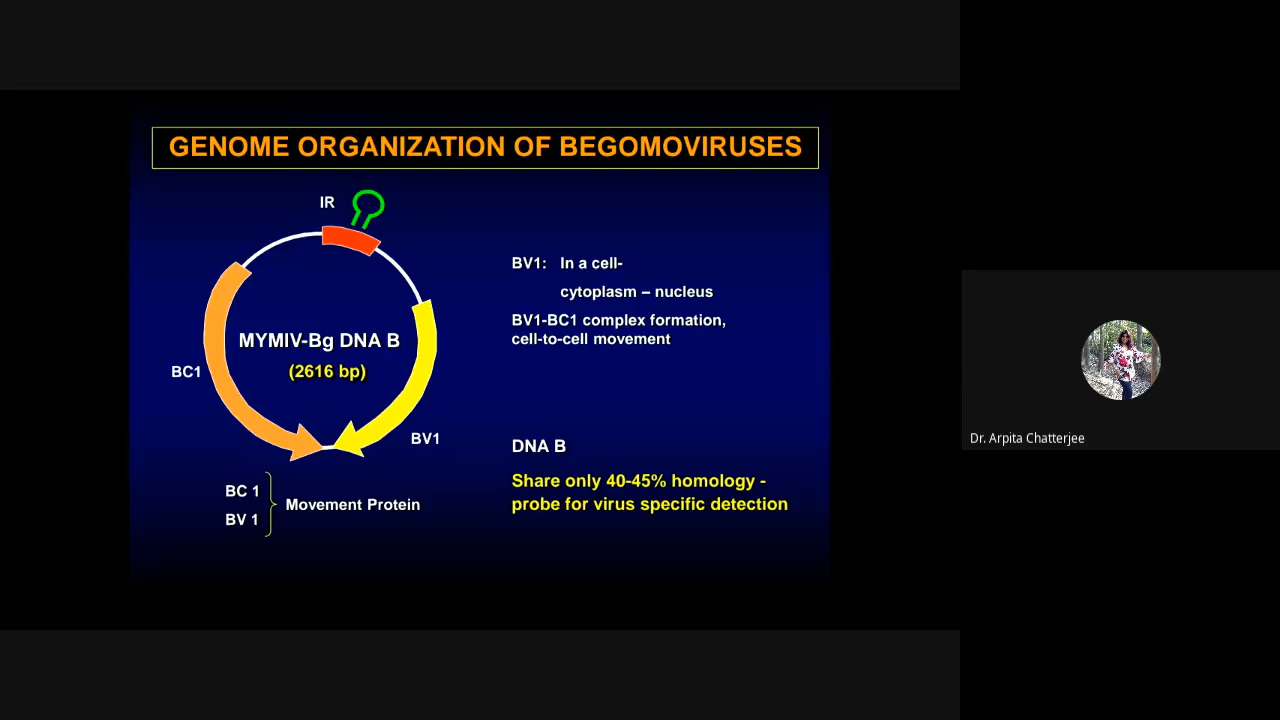 GENOME ORGANIZATION OF BEGOMOVIRUSES
IR
MYMIV-Bg DNA B
(2616 bp)
BC1
BV1
BC 1
BV 1
Movement Protein
BV1: In a cell-
cytoplasm – nucleus
BV1-BC1 complex formation,
cell-to-cell movement
DNA B
Share only 40-45% homology -
probe for virus specific detection
Dr. Arpita Chatterjee